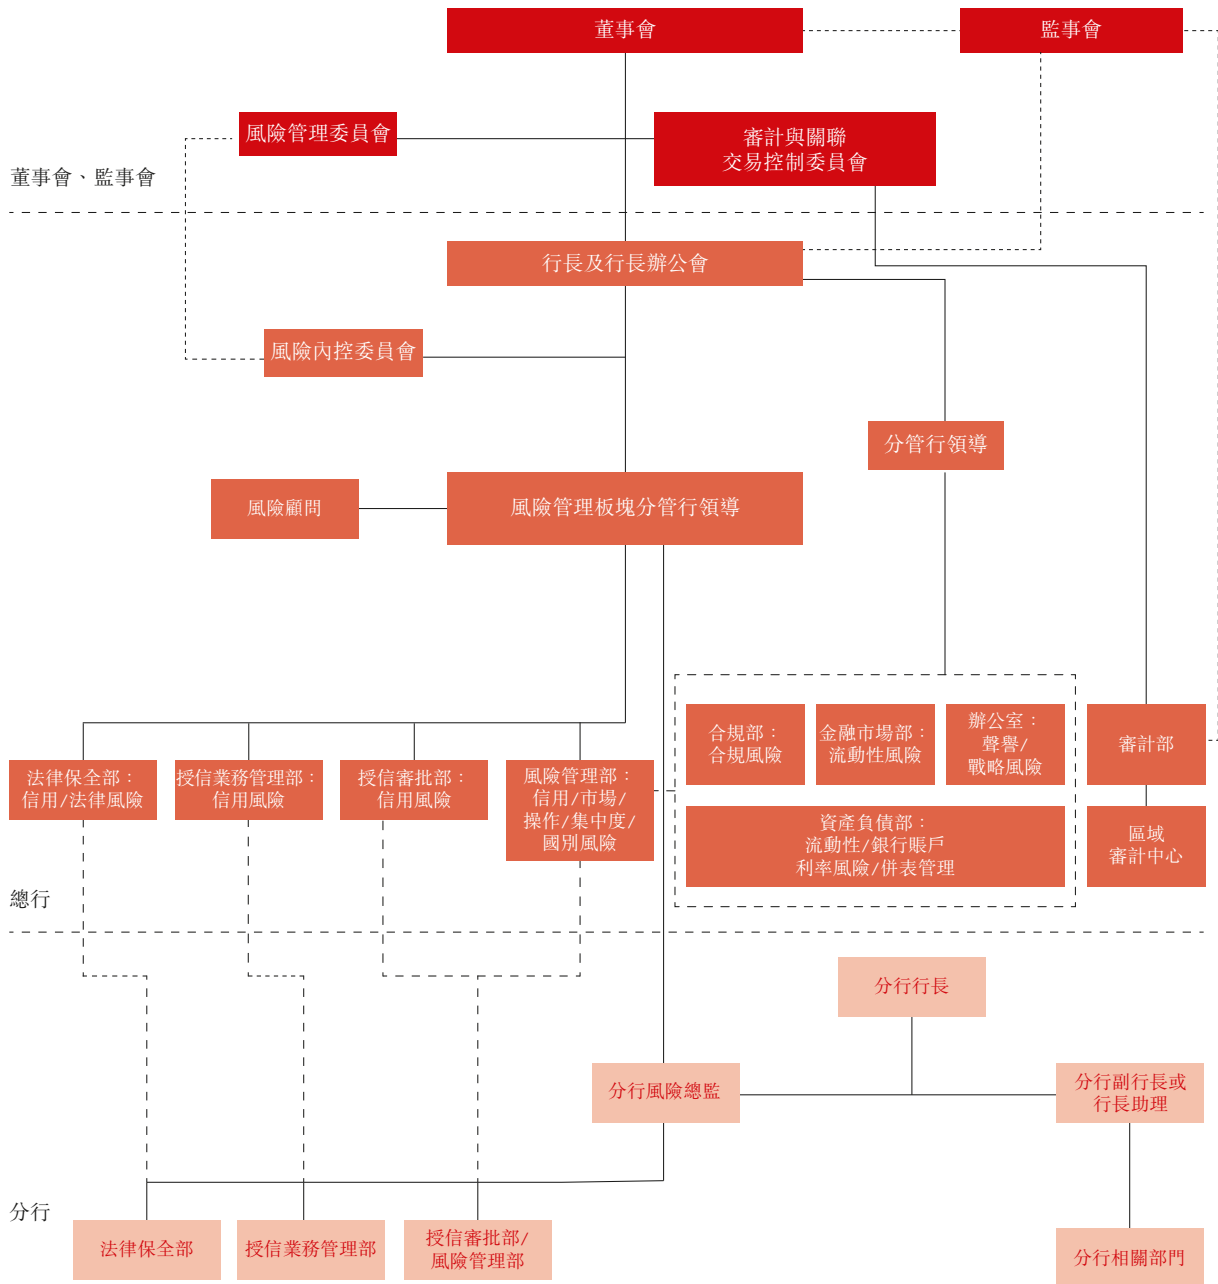 董事會
監事會
風險管理委員會
審計與關聯
交易控制委員會
董事會、監事會
行長及行長辦公會
風險內控委員會
分管行領導
風險顧問
風險管理板塊分管行領導
合規部：
合規風險
金融市場部：
流動性風險
辦公室：
聲譽/
戰略風險
審計部
法律保全部：
信用/法律風險
授信業務管理部：
信用風險
授信審批部：
信用風險
風險管理部：
信用/市場/
操作/集中度/
國別風險
資產負債部：
流動性/銀行賬戶
利率風險/併表管理
區域
審計中心
總行
分行行長
分行風險總監
分行副行長或
行長助理
分行
法律保全部
授信業務管理部
授信審批部/
風險管理部
分行相關部門